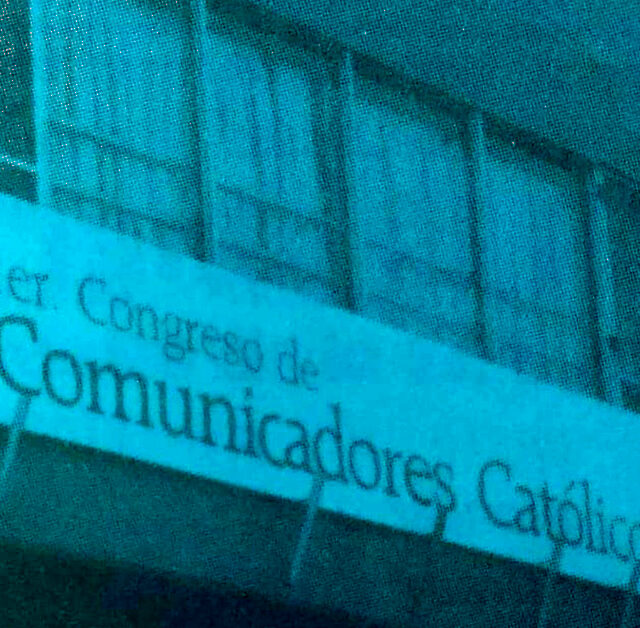 er Congreso de
Comunicadores Católico